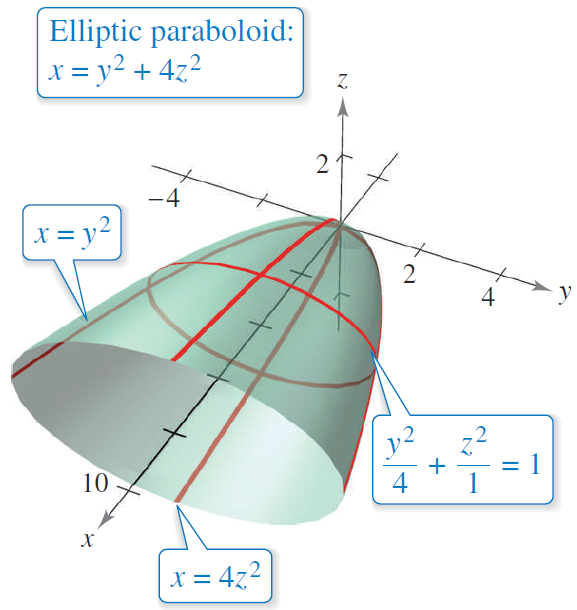 Elliptic paraboloid:
x = y² + 4z²
z
2
−4
x = y²
2
4
y
y²/4 + z²/1 = 1
10
x
x = 4z²